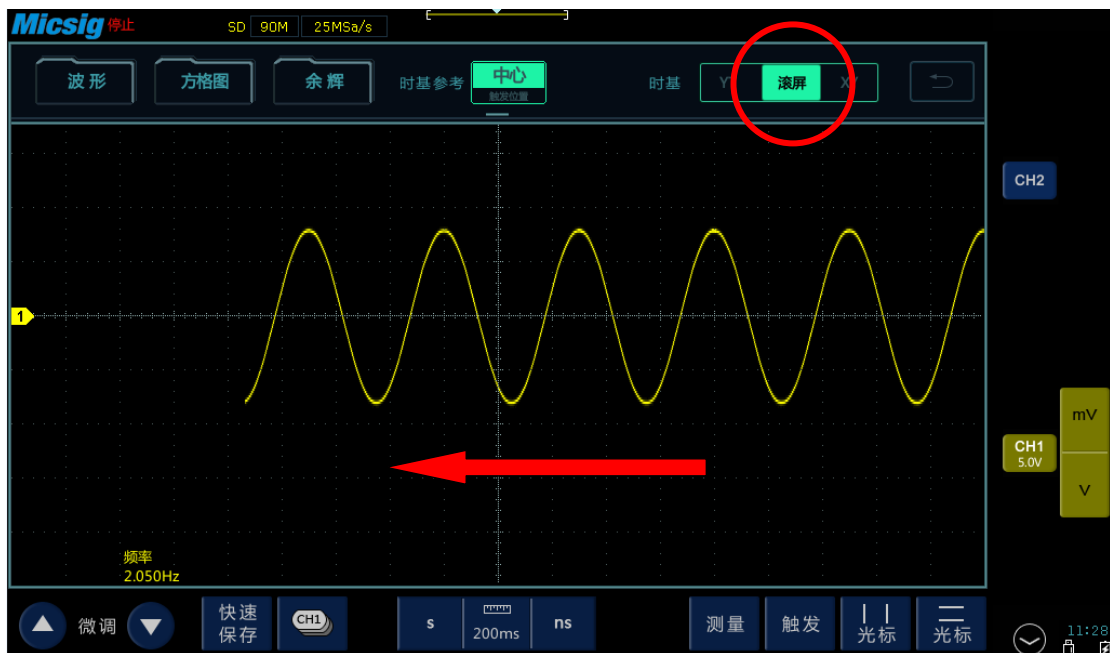 Micsig 停止 SD 90M 25MSa/s
波形 方格图 余辉 时基参考 中心 时基 YT 滚屏 XY
触发位置
CH2
1
mV
CH1
5.0V
V
频率
2.050Hz
微调 快速 CH1 s 200ms ns 测量 触发 光标 光标 11:28
保存